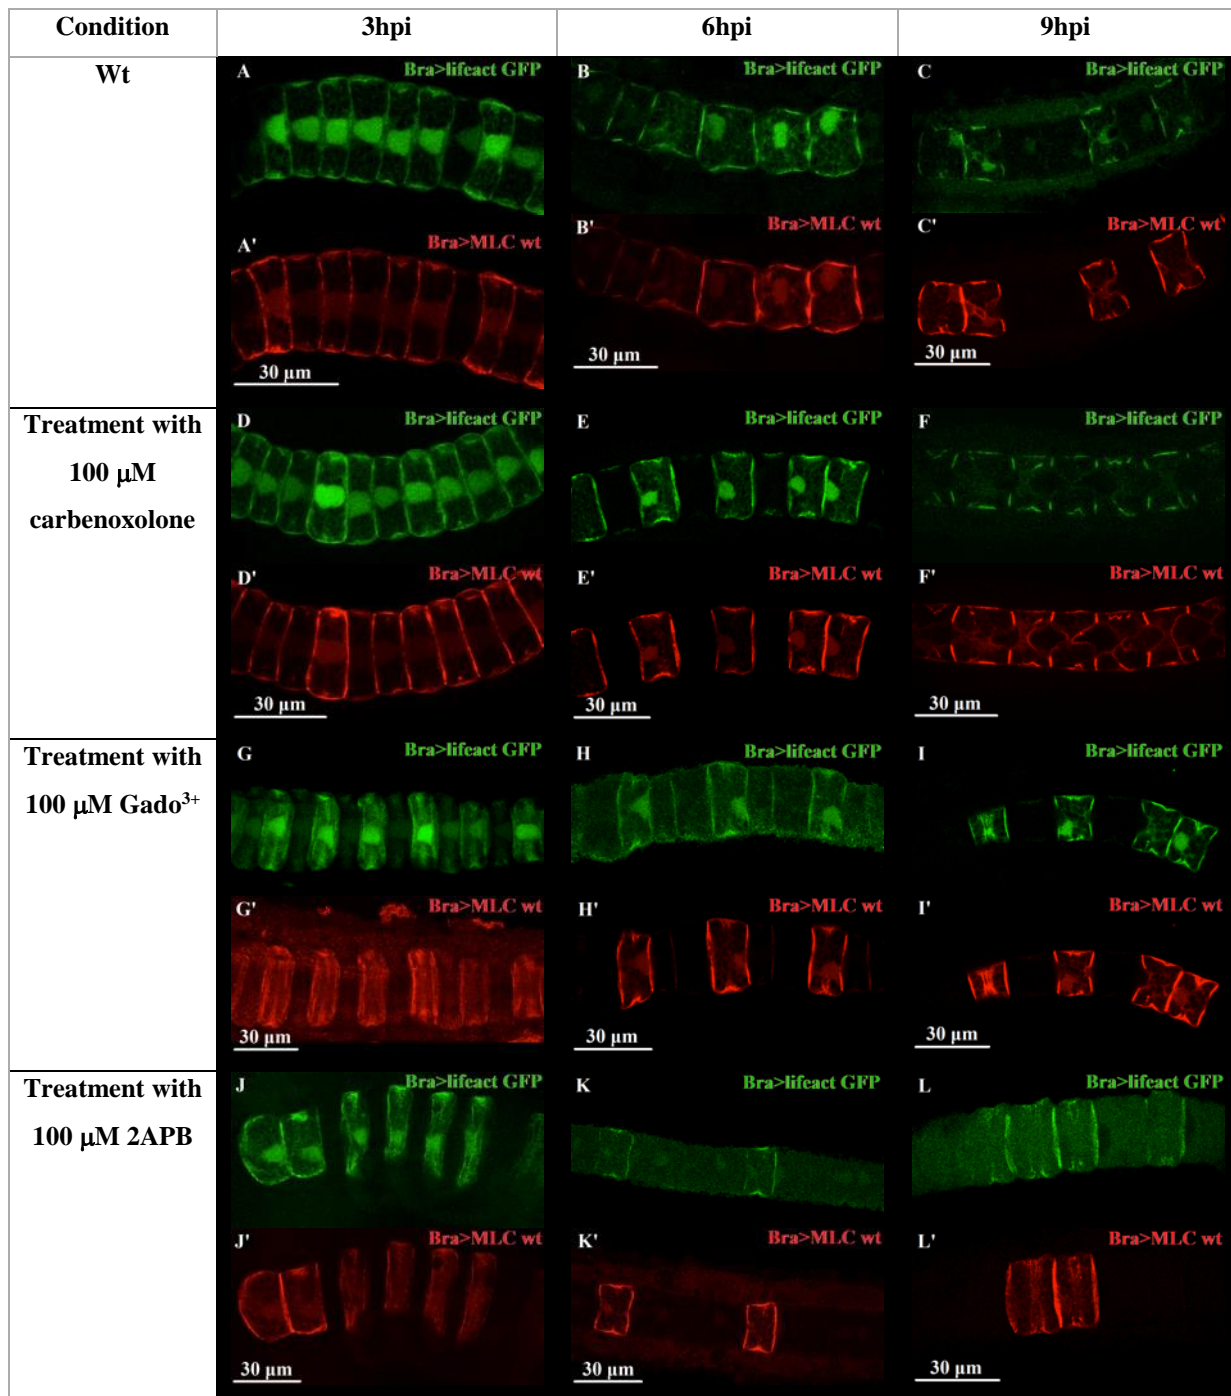 Condition 3hpi 6hpi 9hpi
Wt
A Bra>lifeact GFP B Bra>lifeact GFP C Bra>lifeact GFP
A' Bra>MLC wt B' Bra>MLC wt C' Bra>MLC wt
30 μm 30 μm 30 μm
Treatment with
100 μM
carbenoxolone
D Bra>lifeact GFP E Bra>lifeact GFP F Bra>lifeact GFP
D' Bra>MLC wt E' Bra>MLC wt F' Bra>MLC wt
30 μm 30 μm 30 μm
Treatment with
100 μM Gado³⁺
G Bra>lifeact GFP H Bra>lifeact GFP I Bra>lifeact GFP
G' Bra>MLC wt H' Bra>MLC wt I' Bra>MLC wt
30 μm 30 μm 30 μm
Treatment with
100 μM 2APB
J Bra>lifeact GFP K Bra>lifeact GFP L Bra>lifeact GFP
J' Bra>MLC wt K' Bra>MLC wt L' Bra>MLC wt
30 μm 30 μm 30 μm